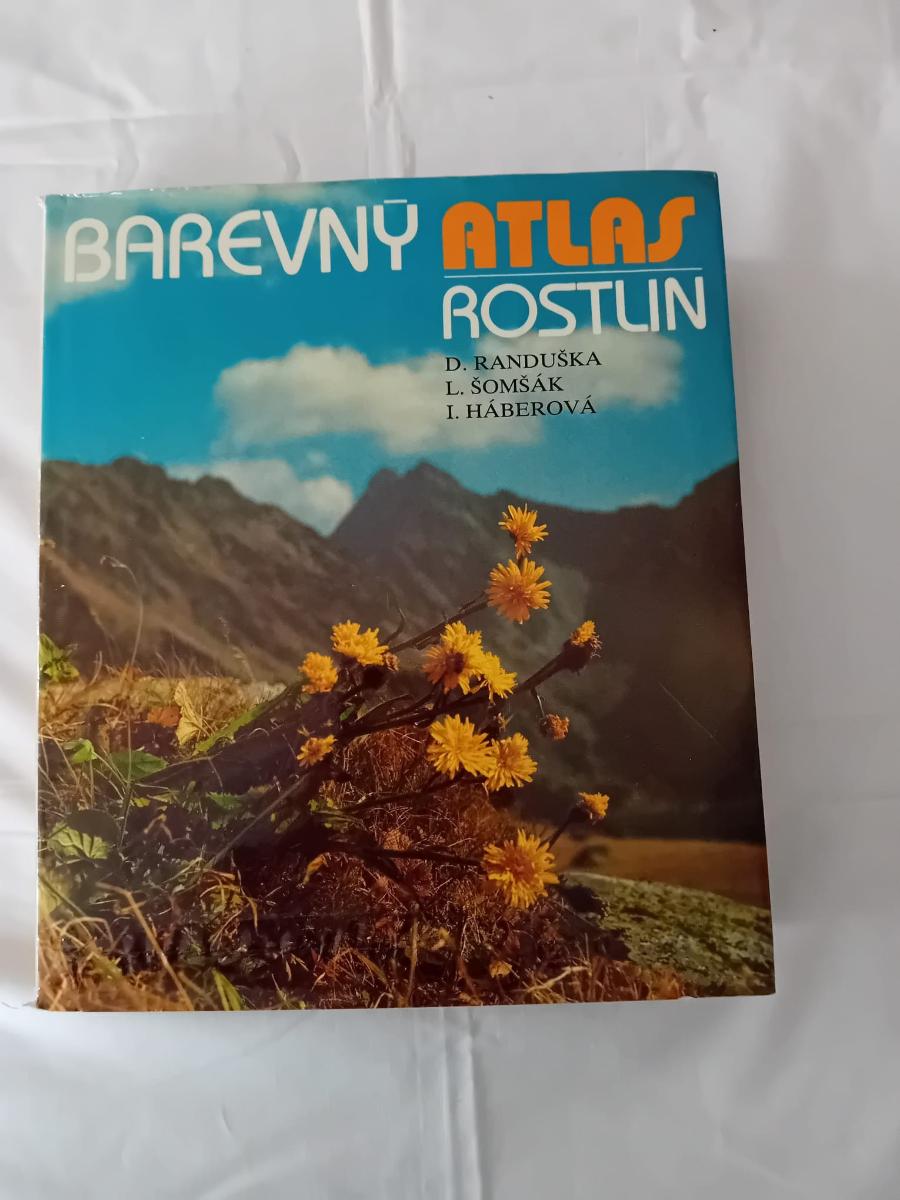 BAREVNÝ ATLAS
ROSTLIN
D. RANDUŠKA
L. ŠOMŠÁK
I. HÁBEROVÁ